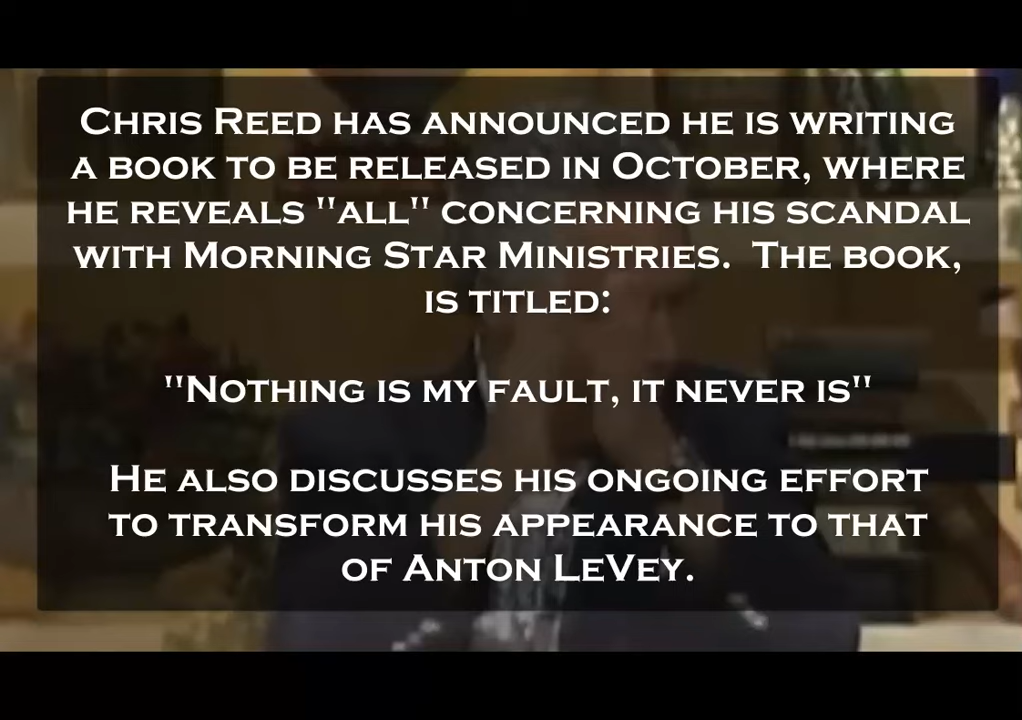 Chris Reed has announced he is writing
a book to be released in October, where
he reveals "all" concerning his scandal
with Morning Star Ministries.  The book,
is titled:
"Nothing is my fault, it never is"
He also discusses his ongoing effort
to transform his appearance to that
of Anton LeVey.